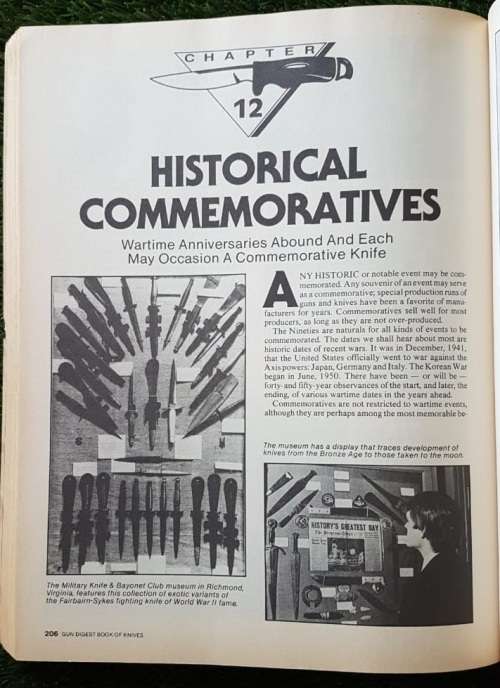 CHAPTER
12
HISTORICAL
COMMEMORATIVES
Wartime Anniversaries Abound And Each
May Occasion A Commemorative Knife
ANY HISTORIC or notable event may be com-
memorated. Any souvenir of an event may serve
as a commemorative; special production runs of
guns and knives have been a favorite of manu-
facturers for years. Commemoratives sell well for most
producers, as long as they are not over-produced.
The Nineties are naturals for all kinds of events to be
commemorated. The dates we shall hear about most are
historic dates of recent wars. It was in December, 1941,
that the United States officially went to war against the
Axis powers: Japan, Germany and Italy. The Korean War
began in June, 1950. There have been — or will be —
forty- and fifty-year observances of the start, and later, the
ending, of various wartime dates in the years ahead.
Commemoratives are not restricted to wartime events,
although they are perhaps among the most memorable be-
The museum has a display that traces development of
knives from the Bronze Age to those taken to the moon.
HISTORY'S GREATEST DAY
The Military Knife & Bayonet Club museum in Richmond,
Virginia, features this collection of exotic variants of
the Fairbairn-Sykes fighting knife of World War II fame.
206 GUN DIGEST BOOK OF KNIVES